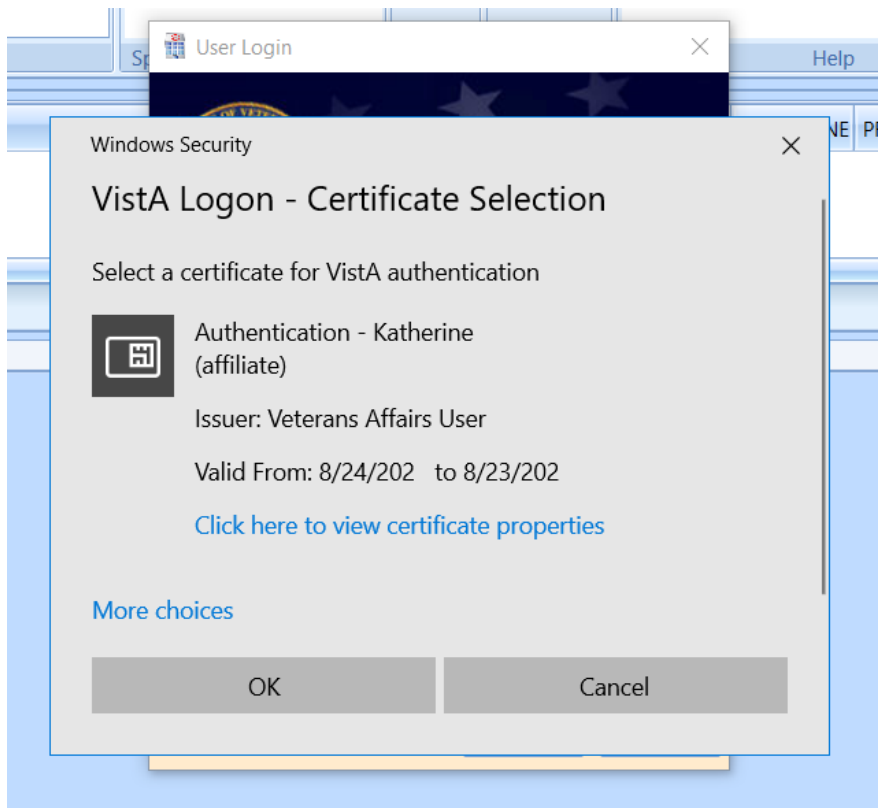 User Login
Help
OF VETER
NE
Windows Security
VistA Logon - Certificate Selection
Select a certificate for VistA authentication
Authentication - Katherine
(affiliate)
Issuer: Veterans Affairs User
Valid From: 8/24/202 to 8/23/202
Click here to view certificate properties
More choices
OK Cancel